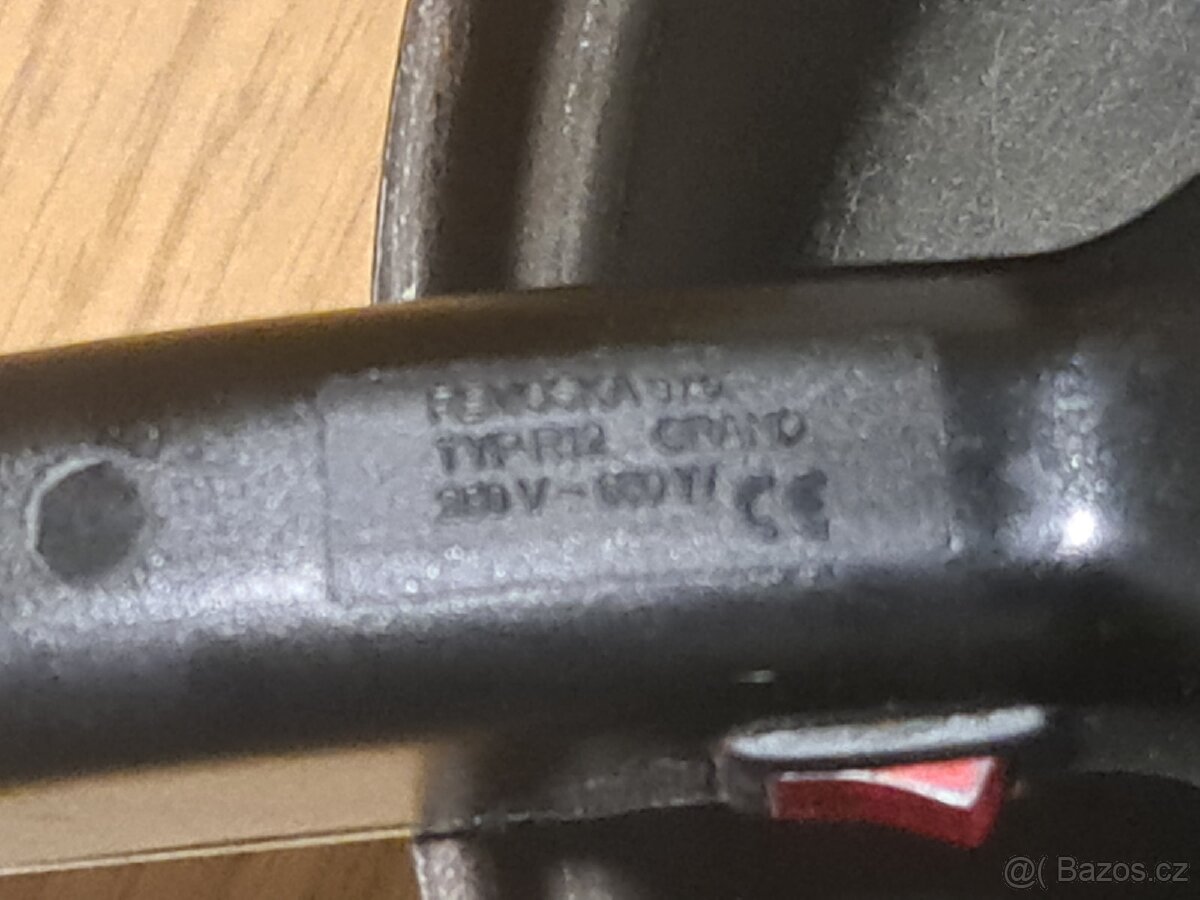 REMOSKA
TYP R12 GRAND
230 V ~ 650 W CE
@( Bazos.cz